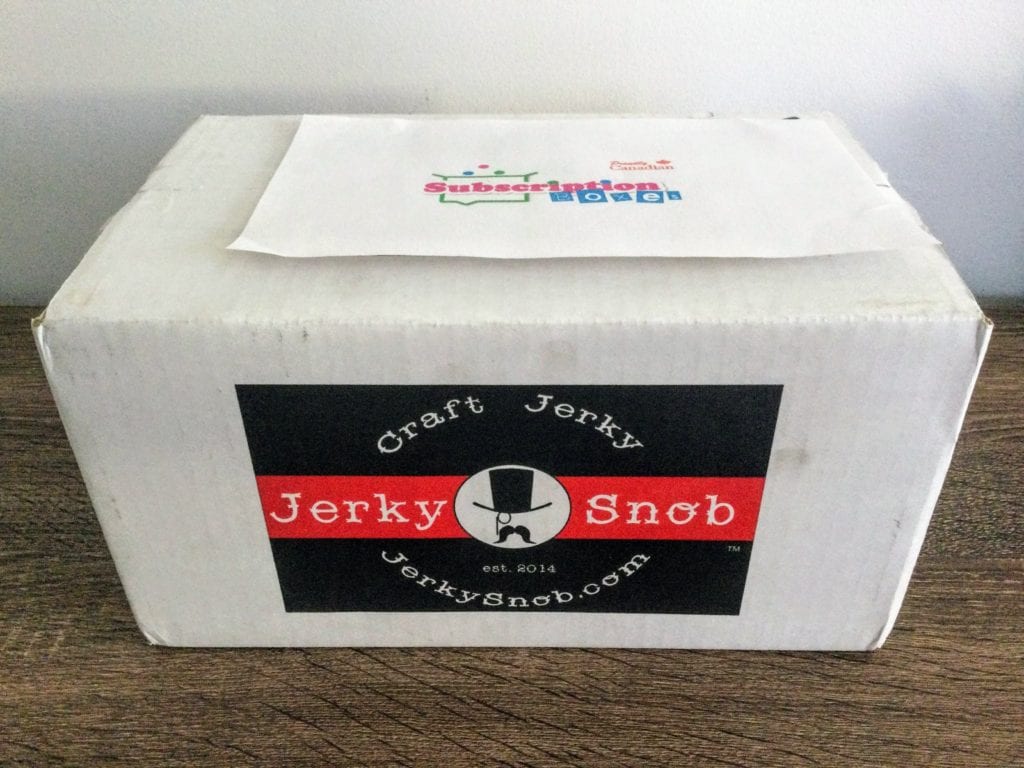 Proudly
Canadian
Subscription
Boxes
Craft Jerky
Jerky Snob
TM
est. 2014
JerkySnob.com